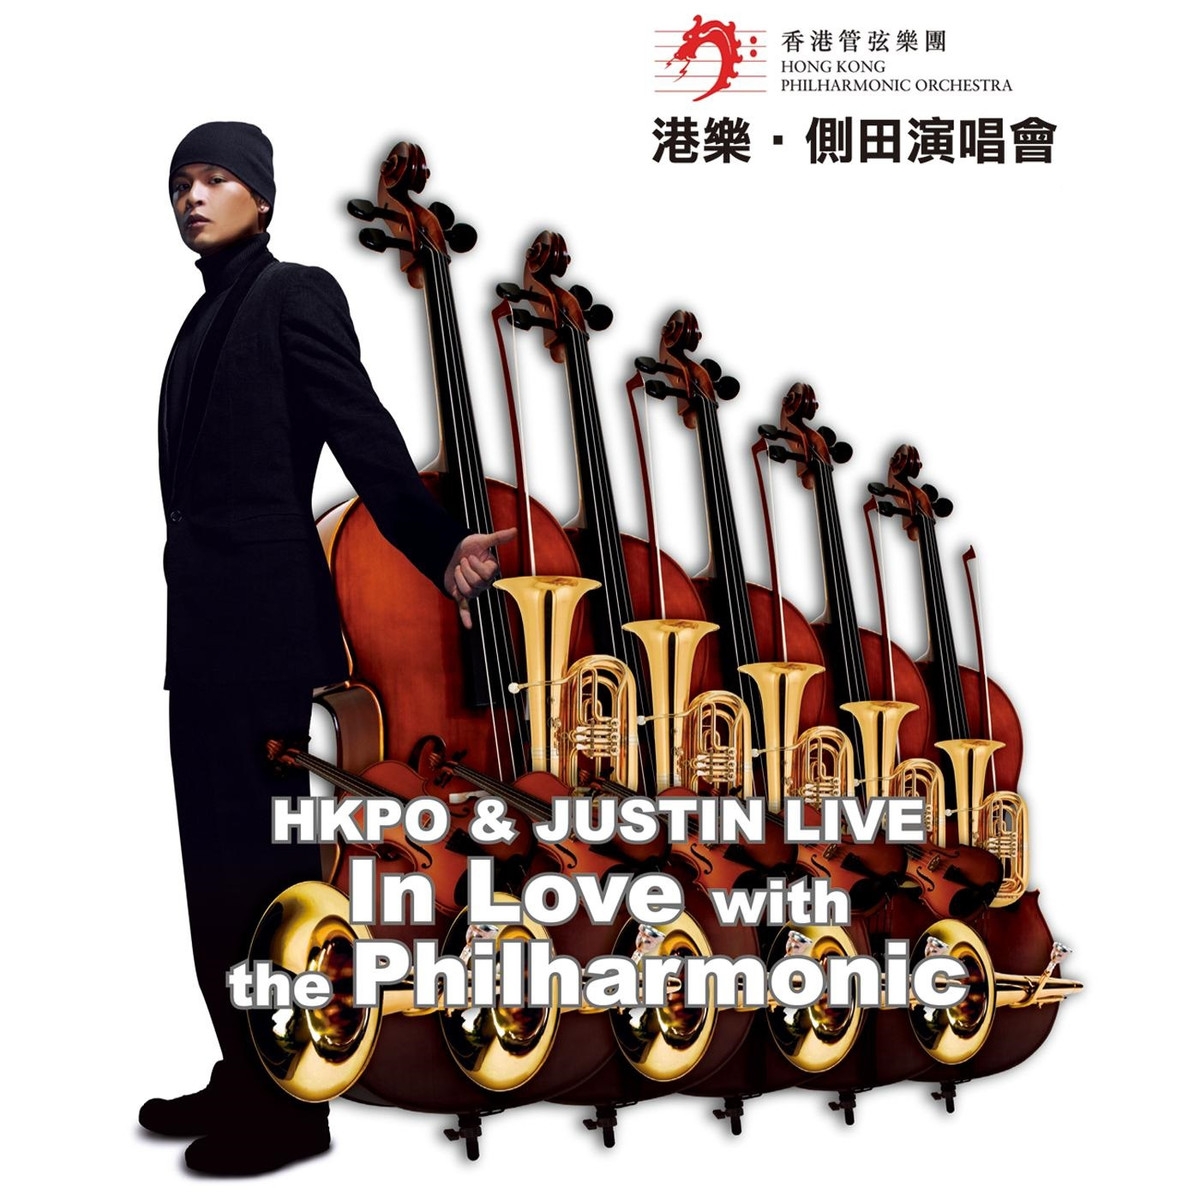 香港管弦樂團
HONG KONG
PHILHARMONIC ORCHESTRA
港樂·側田演唱會
HKPO & JUSTIN LIVE
In Love with
the Philharmonic